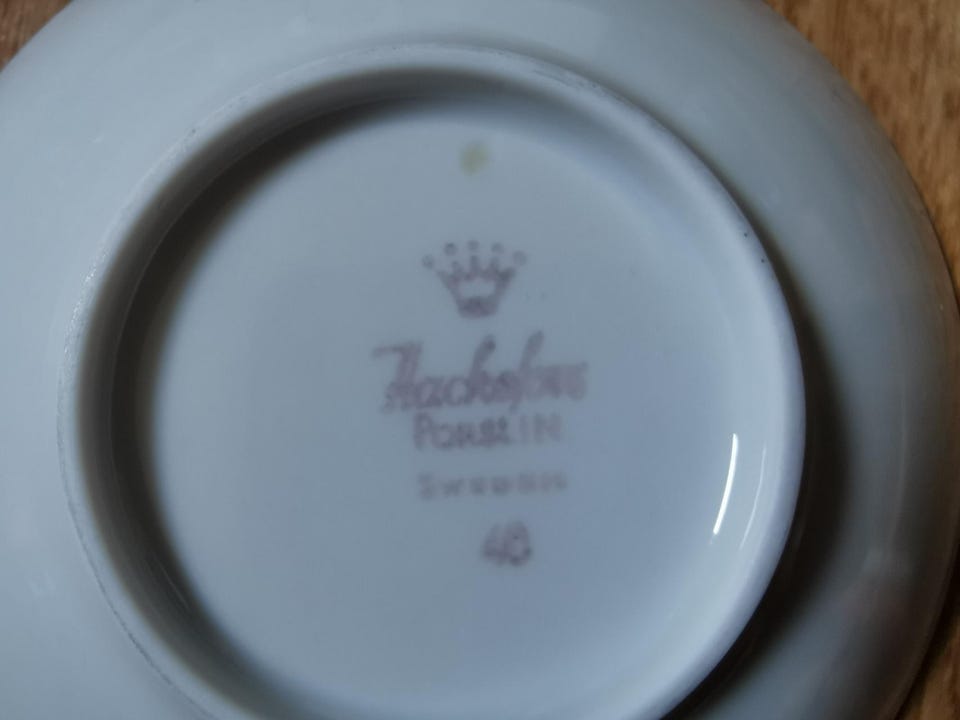 Hackefors
PORSLIN
SWEDEN
48